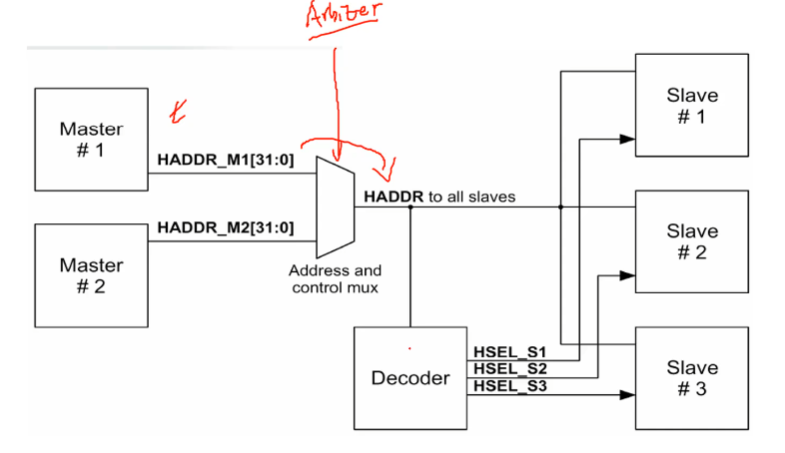 Arbiter
Master
# 1
t
HADDR_M1[31:0]
Slave
# 1
HADDR to all slaves
HADDR_M2[31:0]
Master
# 2
Address and
control mux
Slave
# 2
Decoder
HSEL_S1
HSEL_S2
HSEL_S3
Slave
# 3